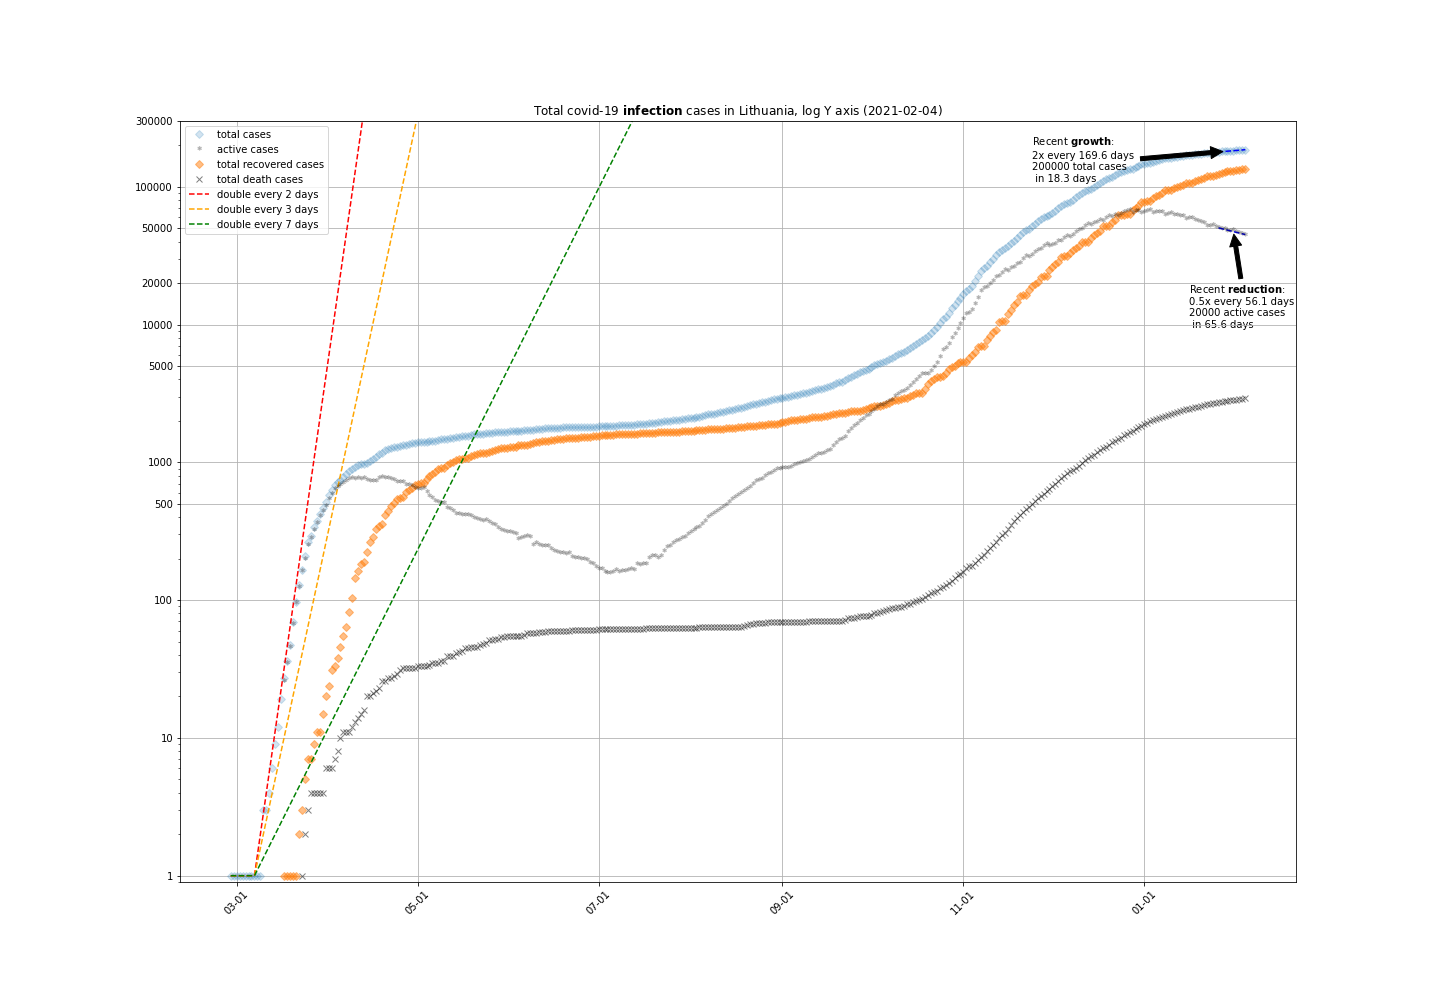 Total covid-19 infection cases in Lithuania, log Y axis (2021-02-04)
300000
100000
50000
20000
10000
5000
1000
500
100
10
1
total cases
active cases
total recovered cases
total death cases
double every 2 days
double every 3 days
double every 7 days
Recent growth:
2x every 169.6 days
200000 total cases
in 18.3 days
Recent reduction:
0.5x every 56.1 days
20000 active cases
in 65.6 days
03-01
05-01
07-01
09-01
11-01
01-01